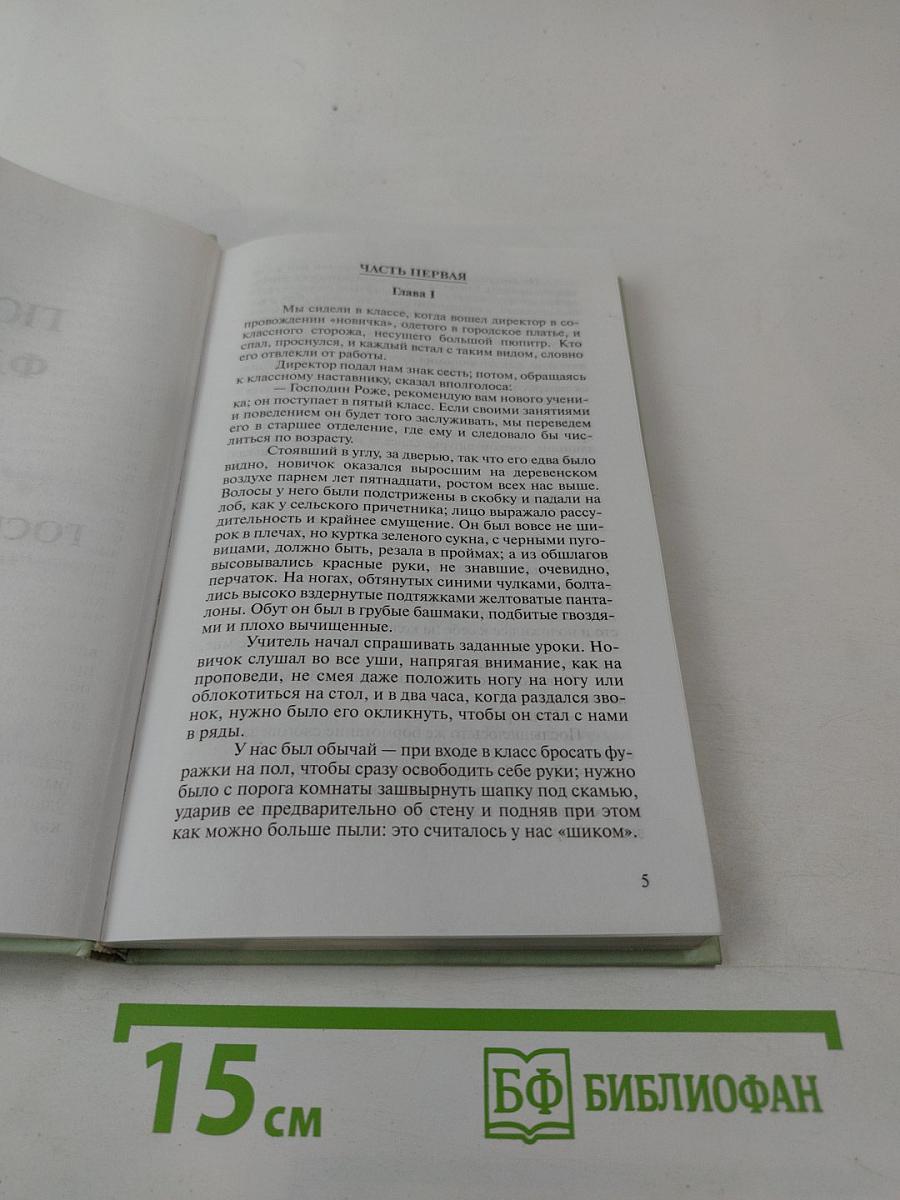 ЧАСТЬ ПЕРВАЯ
Глава I
Мы сидели в классе, когда вошел директор в со-
провождении «новичка», одетого в городское платье, и
классного сторожа, несущего большой пюпитр. Кто
спал, проснулся, и каждый встал с таким видом, словно
его отвлекли от работы.
Директор подал нам знак сесть; потом, обращаясь
к классному наставнику, сказал вполголоса:
— Господин Роже, рекомендую вам нового учени-
ка; он поступает в пятый класс. Если своими занятиями
и поведением он будет того заслуживать, мы переведем
его в старшее отделение, где ему и следовало бы чис-
литься по возрасту.
Стоявший в углу, за дверью, так что его едва было
видно, новичок оказался выросшим на деревенском
воздухе парнем лет пятнадцати, ростом всех нас выше.
Волосы у него были подстрижены в скобку и падали на
лоб, как у сельского причетника; лицо выражало рассу-
дительность и крайнее смущение. Он был вовсе не ши-
рок в плечах, но куртка зеленого сукна, с черными пуго-
вицами, должно быть, резала в проймах; а из обшлагов
высовывались красные руки, не знавшие, очевидно,
перчаток. На ногах, обтянутых синими чулками, болта-
лись высоко вздернутые подтяжками желтоватые панта-
лоны. Обут он был в грубые башмаки, подбитые гвоздя-
ми и плохо вычищенные.
Учитель начал спрашивать заданные уроки. Но-
вичок слушал во все уши, напрягая внимание, как на
проповеди, не смея даже положить ногу на ногу или
облокотиться на стол, и в два часа, когда раздался зво-
нок, нужно было его окликнуть, чтобы он стал с нами
в ряды.
У нас был обычай — при входе в класс бросать фу-
ражки на пол, чтобы сразу освободить себе руки; нужно
было с порога комнаты зашвырнуть шапку под скамью,
ударив ее предварительно об стену и подняв при этом
как можно больше пыли: это считалось у нас «шиком».
5
15 см
БФ БИБЛИОФАН